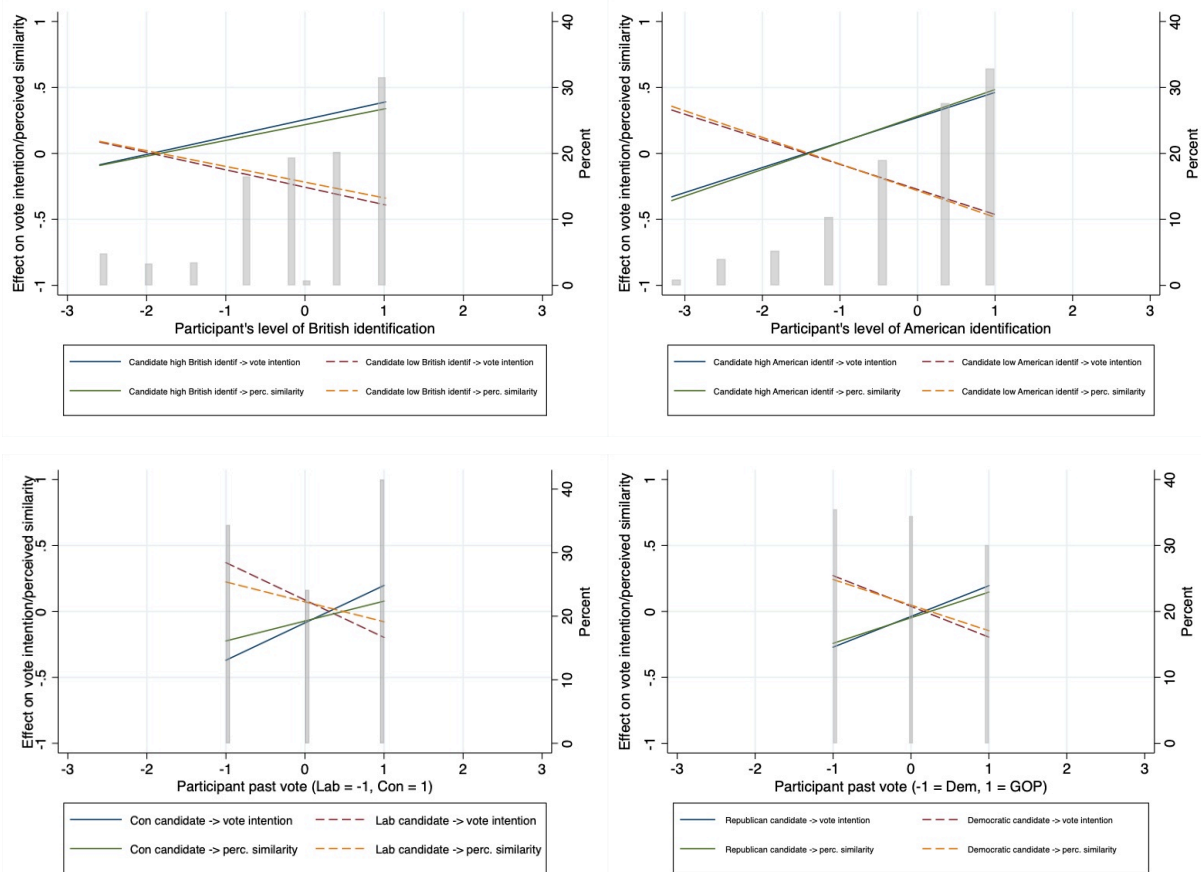 Effect on vote intention/perceived similarity
1
.5
0
-.5
-1
40
30
20
10
0
Percent
-3 -2 -1 0 1 2 3
Participant's level of British identification
Candidate high British identif -> vote intention Candidate low British identif -> vote intention
Candidate high British identif -> perc. similarity Candidate low British identif -> perc. similarity
Effect on vote intention/perceived similarity
1
.5
0
-.5
-1
40
30
20
10
0
Percent
-3 -2 -1 0 1 2 3
Participant's level of American identification
Candidate high American identif -> vote intention Candidate low American identif -> vote intention
Candidate high American identif -> perc. similarity Candidate low American identif -> perc. similarity
Effect on vote intention/perceived similarity
1
.5
0
-.5
-1
40
30
20
10
0
Percent
-3 -2 -1 0 1 2 3
Participant past vote (Lab = -1, Con = 1)
Con candidate -> vote intention Lab candidate -> vote intention
Con candidate -> perc. similarity Lab candidate -> perc. similarity
Effect on vote intention/perceived similarity
1
.5
0
-.5
-1
40
30
20
10
0
Percent
-3 -2 -1 0 1 2 3
Participant past vote (-1 = Dem, 1 = GOP)
Republican candidate -> vote intention Democratic candidate -> vote intention
Republican candidate -> perc. similarity Democratic candidate -> perc. similarity